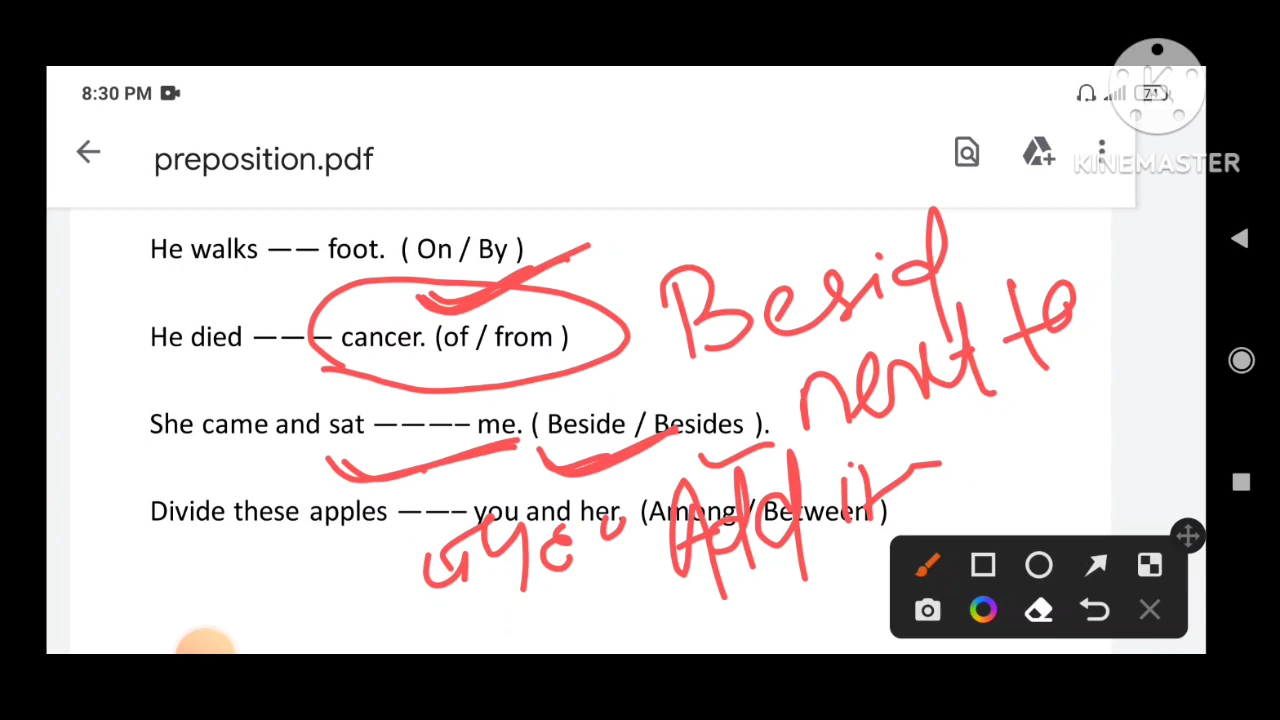 8:30 PM
74
KINEMASTER
preposition.pdf
He walks —— foot. ( On / By )
He died ——— cancer. (of / from )
Besid
next to
She came and sat ———— me. ( Beside / Besides ).
Add it
Divide these apples ——— you and her. (Among / Between )